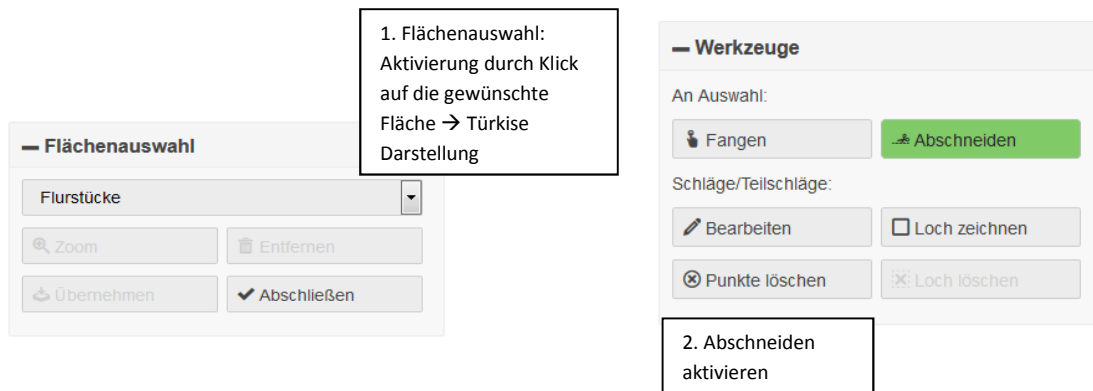 1. Flächenauswahl:
Aktivierung durch Klick
auf die gewünschte
Fläche → Türkise
Darstellung
Flächenauswahl
Flurstücke
Zoom
Entfernen
Übernehmen
Abschließen
Werkzeuge
An Auswahl:
Fangen
Abschneiden
Schläge/Teilschläge:
Bearbeiten
Loch zeichnen
Punkte löschen
Loch löschen
2. Abschneiden
aktivieren